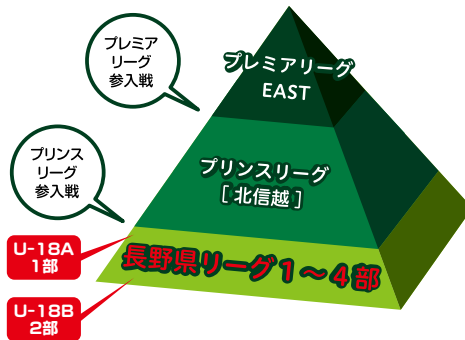 プレミア
リーグ
参入戦
プレミアリーグ
EAST
プリンス
リーグ
参入戦
プリンスリーグ
[ 北信越 ]
U-18A
1部
長野県リーグ1〜4部
U-18B
2部